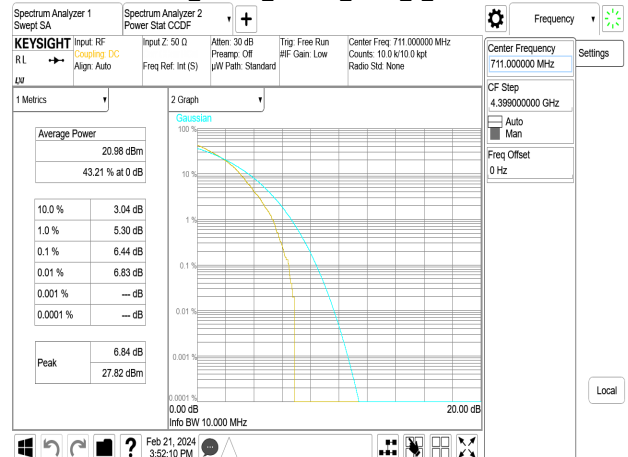 Spectrum Analyzer 1
Swept SA
Spectrum Analyzer 2
Power Stat CCDF
Frequency
KEYSIGHT
RL
LXI
Input: RF
Coupling: DC
Align: Auto
Input Z: 50 Ω
Freq Ref: Int (S)
Atten: 30 dB
Preamp: Off
µW Path: Standard
Trig: Free Run
#IF Gain: Low
Center Freq: 711.000000 MHz
Counts: 10.0 k/10.0 kpt
Radio Std: None
Center Frequency
711.000000 MHz
Settings
CF Step
4.399000000 GHz
Auto
Man
Freq Offset
0 Hz
Local
1 Metrics
Average Power
20.98 dBm
43.21 % at 0 dB
10.0 % 3.04 dB
1.0 % 5.30 dB
0.1 % 6.44 dB
0.01 % 6.83 dB
0.001 % --- dB
0.0001 % --- dB
Peak 6.84 dB
27.82 dBm
2 Graph
Gaussian
100 %
10 %
1 %
0.1 %
0.01 %
0.001 %
0.0001 %
0.00 dB 20.00 dB
Info BW 10.000 MHz
?
Feb 21, 2024
3:52:10 PM